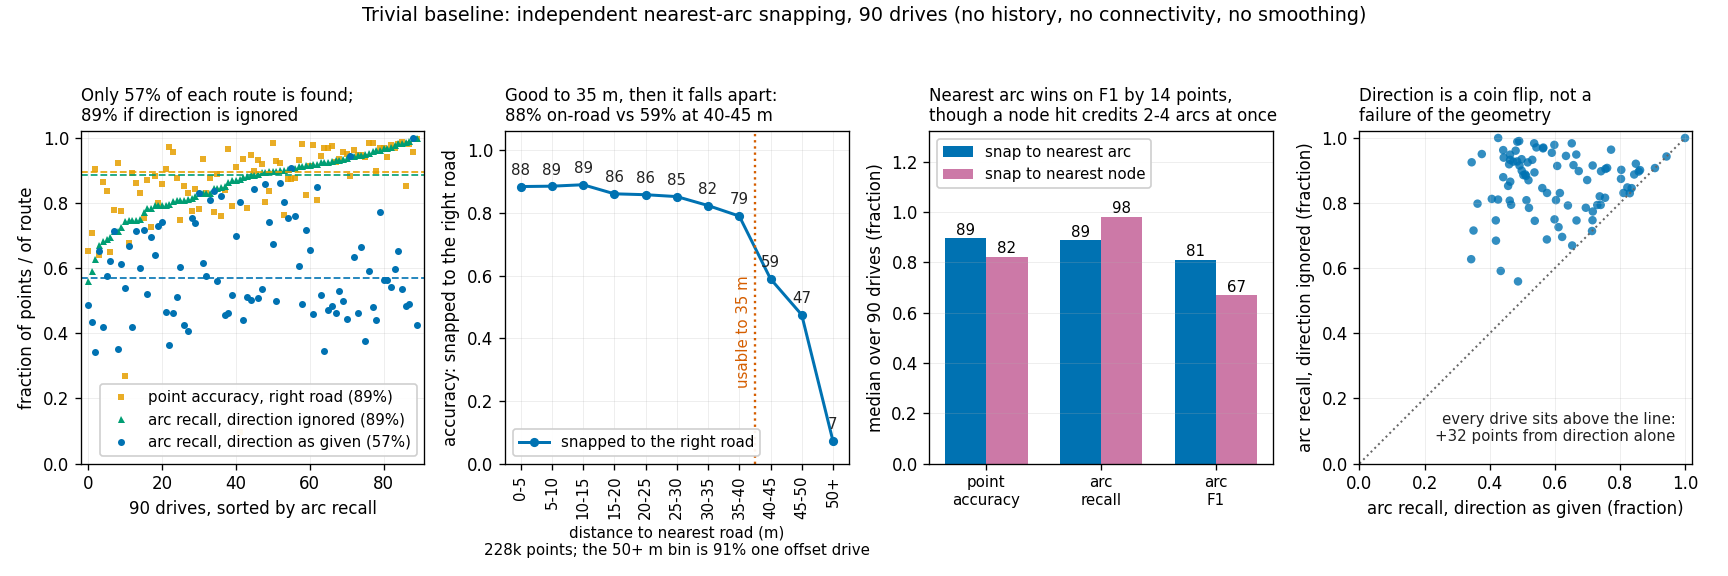 Trivial baseline: independent nearest-arc snapping, 90 drives (no history, no connectivity, no smoothing)
Only 57% of each route is found;
89% if direction is ignored
fraction of points / of route
1.0
0.8
0.6
0.4
0.2
0.0
point accuracy, right road (89%)
arc recall, direction ignored (89%)
arc recall, direction as given (57%)
0
20
40
60
80
90 drives, sorted by arc recall
Good to 35 m, then it falls apart:
88% on-road vs 59% at 40-45 m
accuracy: snapped to the right road
1.0
0.8
0.6
0.4
0.2
0.0
88
89
89
86
86
85
82
79
59
47
7
usable to 35 m
snapped to the right road
0-5
5-10
10-15
15-20
20-25
25-30
30-35
35-40
40-45
45-50
50+
distance to nearest road (m)
228k points; the 50+ m bin is 91% one offset drive
Nearest arc wins on F1 by 14 points,
though a node hit credits 2-4 arcs at once
median over 90 drives (fraction)
1.2
1.0
0.8
0.6
0.4
0.2
0.0
snap to nearest arc
snap to nearest node
89
82
89
98
81
67
point
accuracy
arc
recall
arc
F1
Direction is a coin flip, not a
failure of the geometry
arc recall, direction ignored (fraction)
1.0
0.8
0.6
0.4
0.2
0.0
every drive sits above the line:
+32 points from direction alone
0.0
0.2
0.4
0.6
0.8
1.0
arc recall, direction as given (fraction)